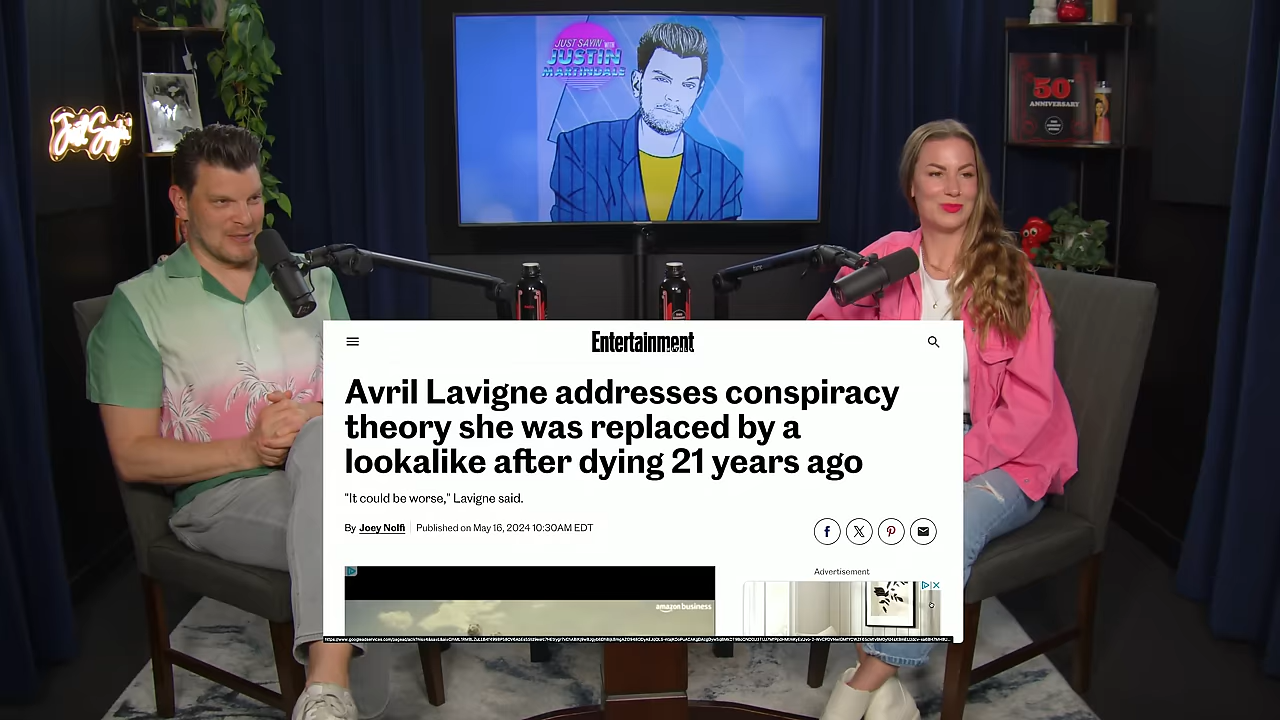 JUST SAYIN WITH
JUSTIN
MARTINDALE
Just Sayin
50TH
ANNIVERSARY
Entertainment
Avril Lavigne addresses conspiracy
theory she was replaced by a
lookalike after dying 21 years ago
"It could be worse," Lavigne said.
By Joey Nolfi Published on May 16, 2024 10:30AM EDT
Advertisement
amazon business